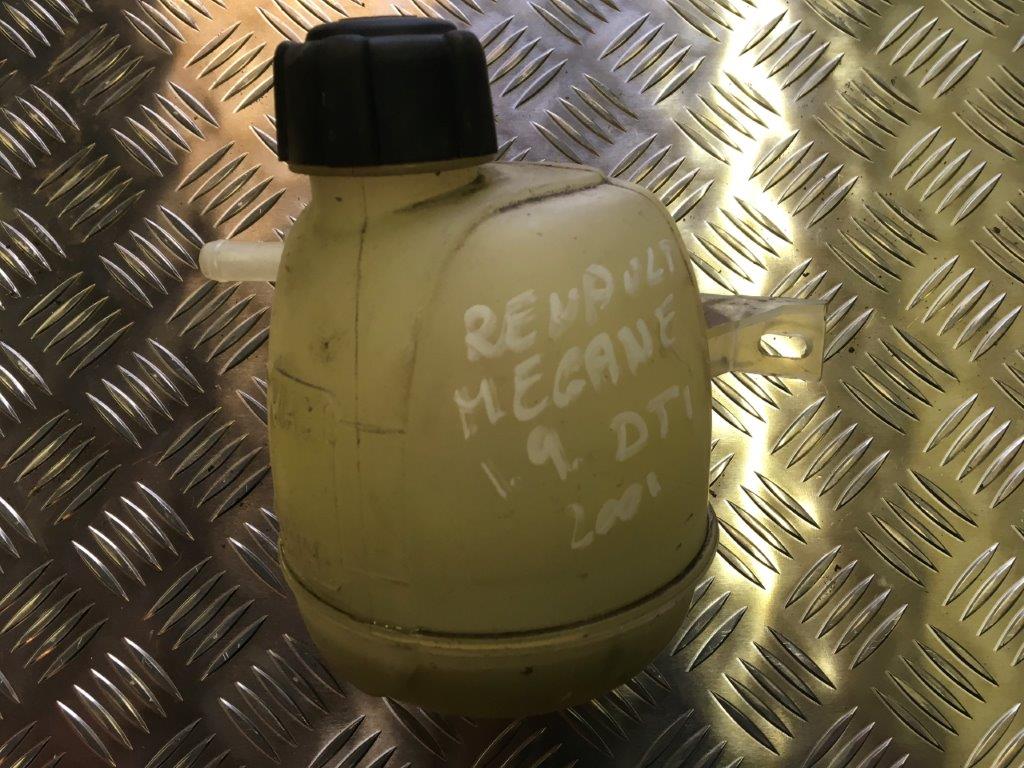 RENAULT
MEGANE
1.9. DTI
2001